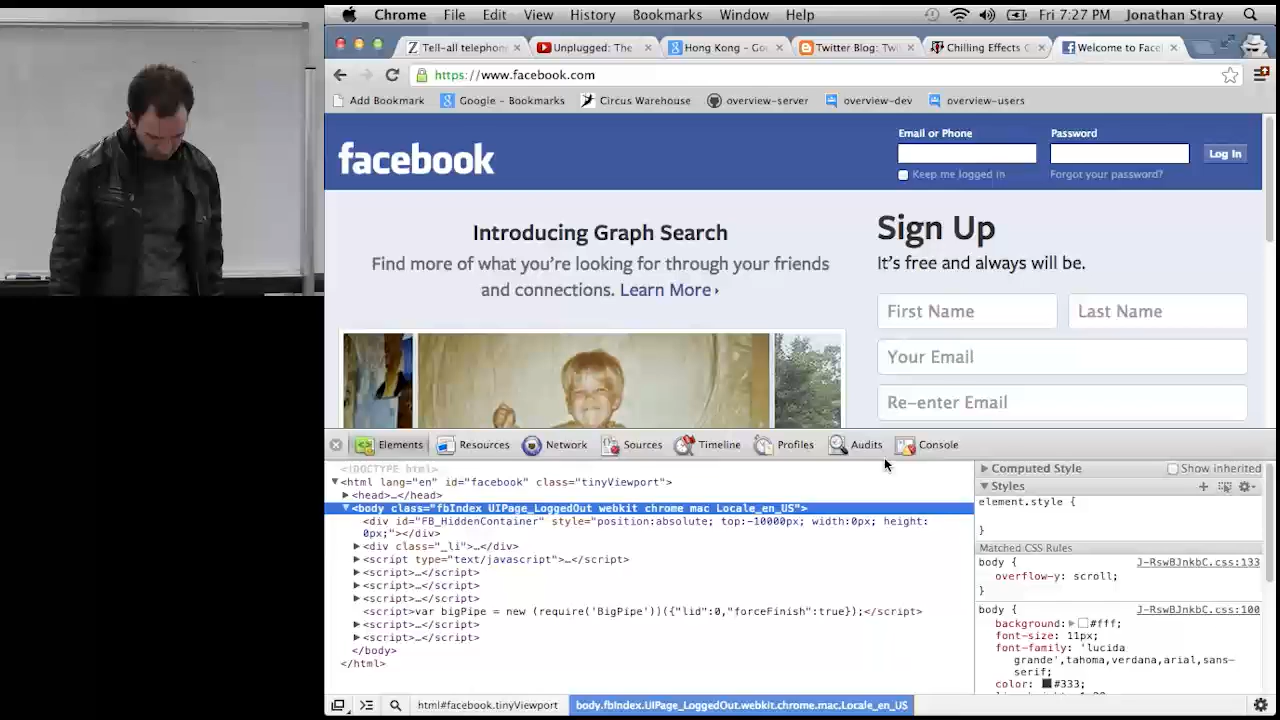 Chrome File Edit View History Bookmarks Window Help Fri 7:27 PM Jonathan Stray
Tell-all telephon Unplugged: The Hong Kong - Goo Twitter Blog: Tw Chilling Effects C Welcome to Face
https://www.facebook.com
Add Bookmark Google - Bookmarks Circus Warehouse overview-server overview-dev overview-users
Email or Phone Password
facebook
Log In
Keep me logged in Forgot your password?
Sign Up
Introducing Graph Search
It's free and always will be.
Find more of what you're looking for through your friends
and connections. Learn More ›
First Name Last Name
Your Email
Re-enter Email
Elements Resources Network Sources Timeline Profiles Audits Console
<!DOCTYPE html>
<html lang="en" id="facebook" class="tinyViewport">
<head>…</head>
<body class="fbIndex UIPage_LoggedOut webkit chrome mac Locale_en_US">
<div id="FB_HiddenContainer" style="position:absolute; top:-10000px; width:0px; height:
0px;"></div>
<div class="_li">…</div>
<script type="text/javascript">…</script>
<script>…</script>
<script>…</script>
<script>…</script>
<script>var bigPipe = new (require('BigPipe'))({"lid":0,"forceFinish":true});</script>
<script>…</script>
<script>…</script>
</body>
</html>
Computed Style Show inherited
Styles
element.style {
}
Matched CSS Rules
body { J-RswBJnkbC.css:133
overflow-y: scroll;
}
body { J-RswBJnkbC.css:100
background: #fff;
font-size: 11px;
font-family: 'lucida
grande',tahoma,verdana,arial,sans-
serif;
color: #333;
html#facebook.tinyViewport body.fbIndex.UIPage_LoggedOut.webkit.chrome.mac.Locale_en_US